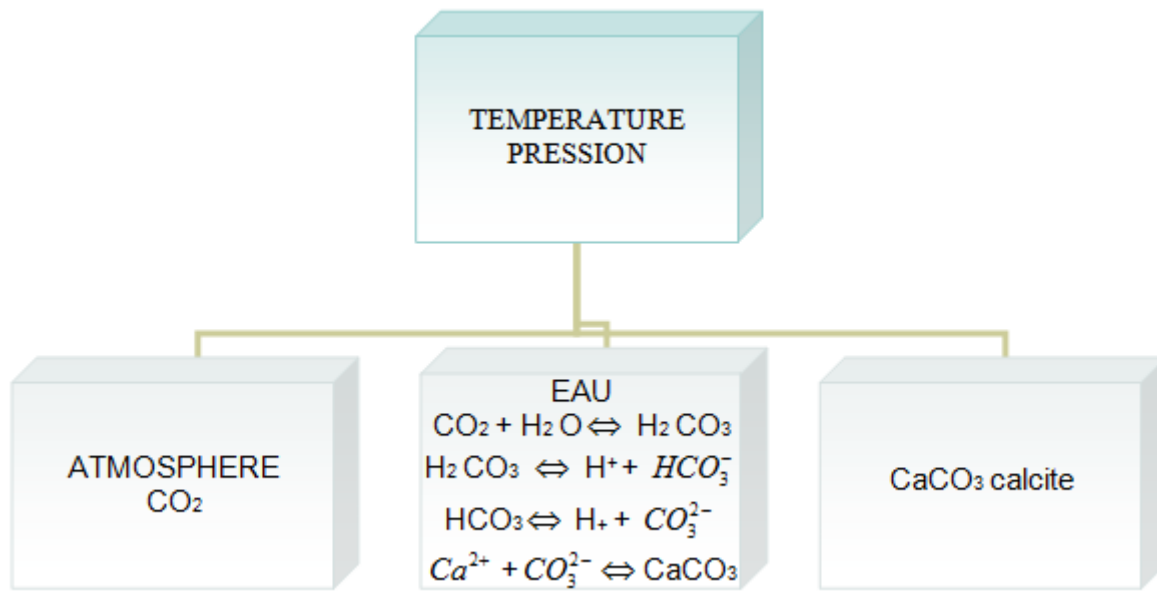 TEMPERATURE
PRESSION
ATMOSPHERE
CO₂
EAU
CO₂ + H₂ O ⇔ H₂ CO₃
H₂ CO₃ ⇔ H⁺ + HCO₃⁻
HCO₃ ⇔ H₊ + CO₃²⁻
Ca²⁺ + CO₃²⁻ ⇔ CaCO₃
CaCO₃ calcite